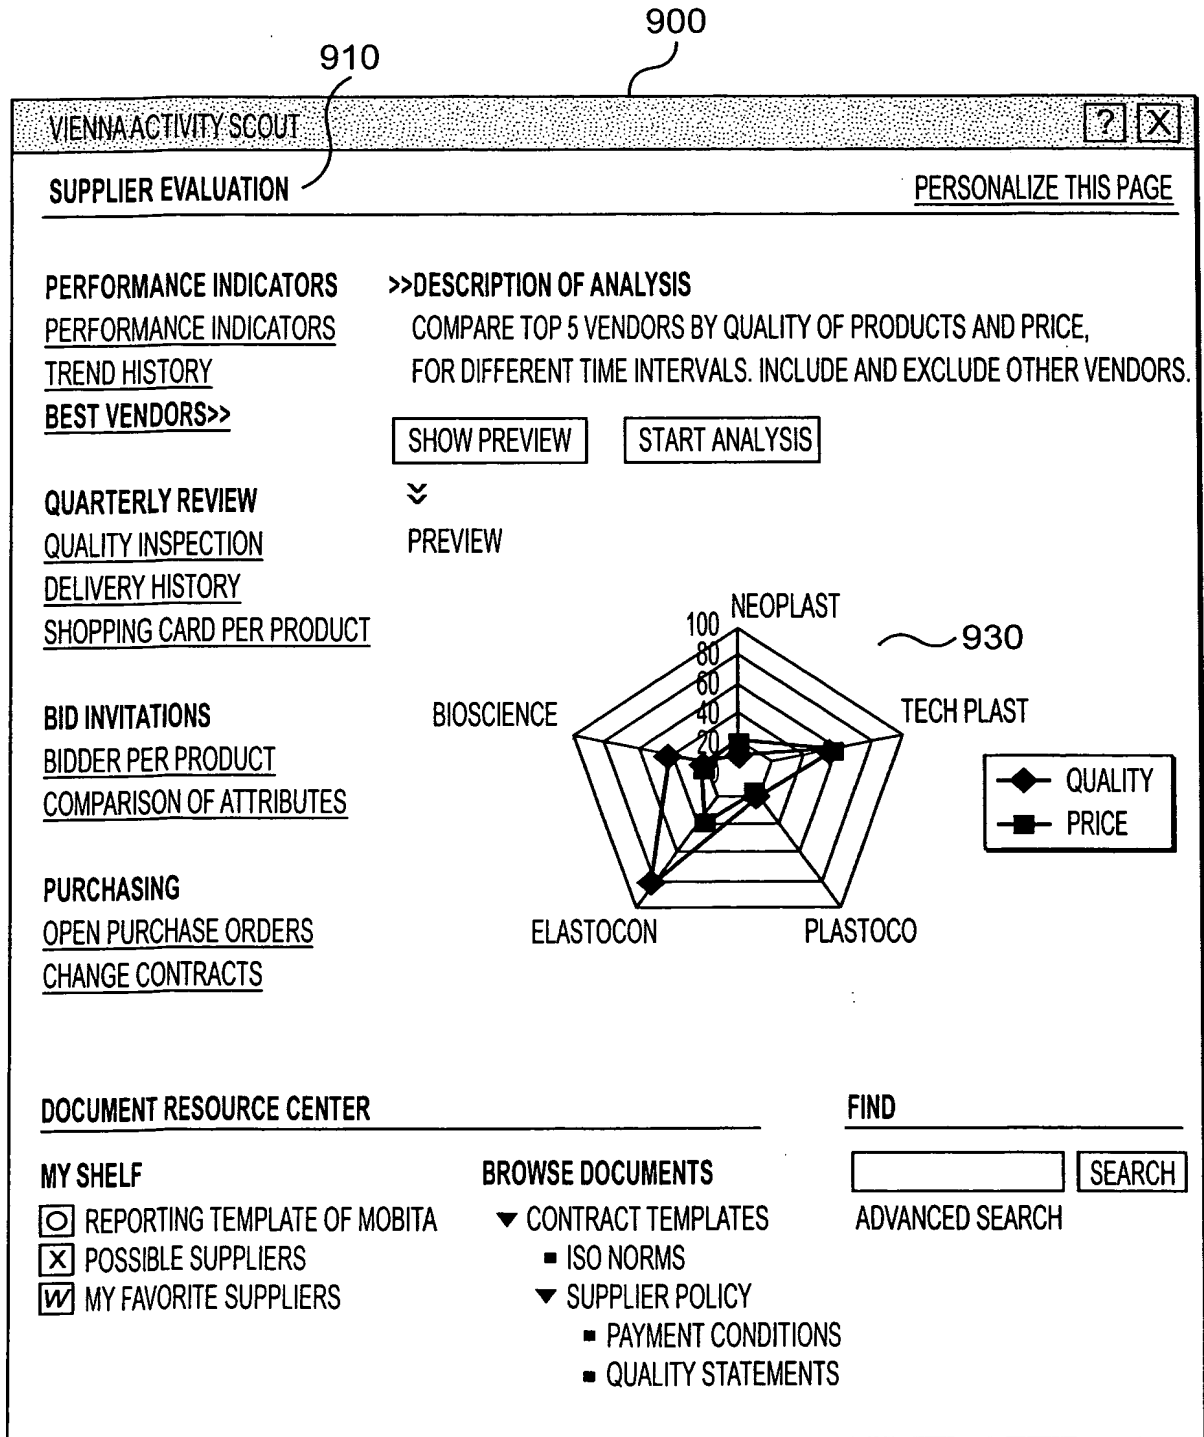 900
910
VIENNA ACTIVITY SCOUT
? X
SUPPLIER EVALUATION
PERSONALIZE THIS PAGE
PERFORMANCE INDICATORS
PERFORMANCE INDICATORS
TREND HISTORY
BEST VENDORS>>
QUARTERLY REVIEW
QUALITY INSPECTION
DELIVERY HISTORY
SHOPPING CARD PER PRODUCT
BID INVITATIONS
BIDDER PER PRODUCT
COMPARISON OF ATTRIBUTES
PURCHASING
OPEN PURCHASE ORDERS
CHANGE CONTRACTS
>>DESCRIPTION OF ANALYSIS
COMPARE TOP 5 VENDORS BY QUALITY OF PRODUCTS AND PRICE,
FOR DIFFERENT TIME INTERVALS. INCLUDE AND EXCLUDE OTHER VENDORS.
SHOW PREVIEW
START ANALYSIS
PREVIEW
NEOPLAST
100
80
60
40
20
930
BIOSCIENCE
TECH PLAST
QUALITY
PRICE
ELASTOCON
PLASTOCO
DOCUMENT RESOURCE CENTER
MY SHELF
O REPORTING TEMPLATE OF MOBITA
X POSSIBLE SUPPLIERS
W MY FAVORITE SUPPLIERS
BROWSE DOCUMENTS
CONTRACT TEMPLATES
ISO NORMS
SUPPLIER POLICY
PAYMENT CONDITIONS
QUALITY STATEMENTS
FIND
SEARCH
ADVANCED SEARCH